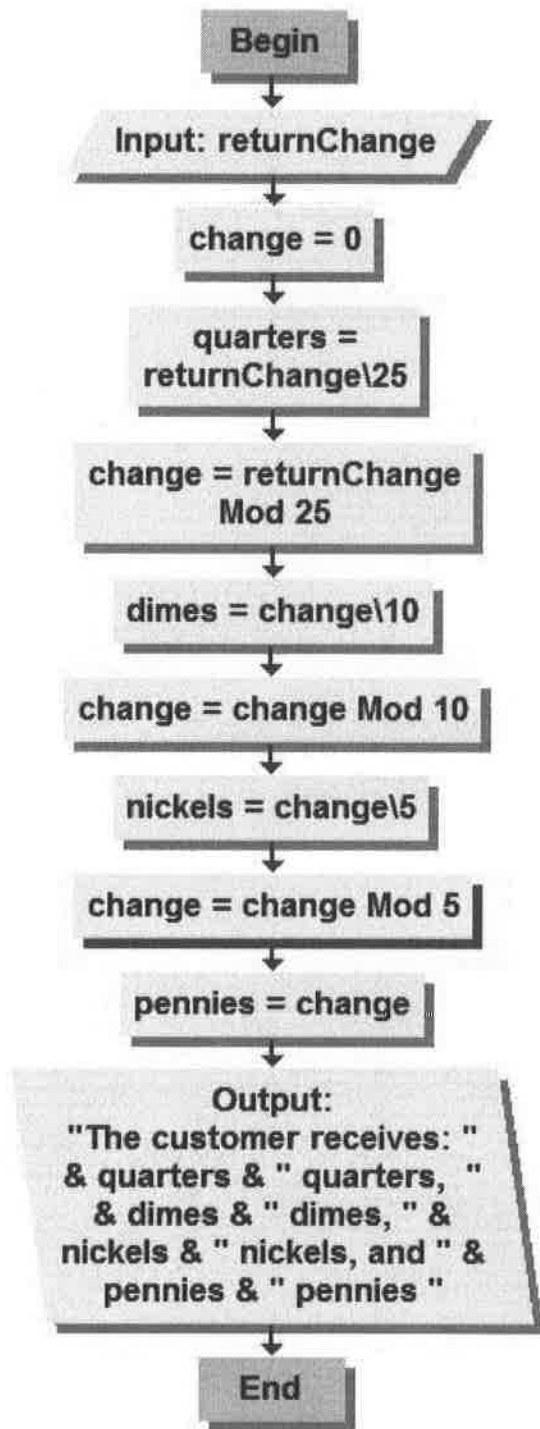 Begin
Input: returnChange
change = 0
quarters =
returnChange\25
change = returnChange
Mod 25
dimes = change\10
change = change Mod 10
nickels = change\5
change = change Mod 5
pennies = change
Output:
"The customer receives: "
& quarters & " quarters,  "
& dimes & " dimes, " &
nickels & " nickels, and " &
pennies & " pennies "
End